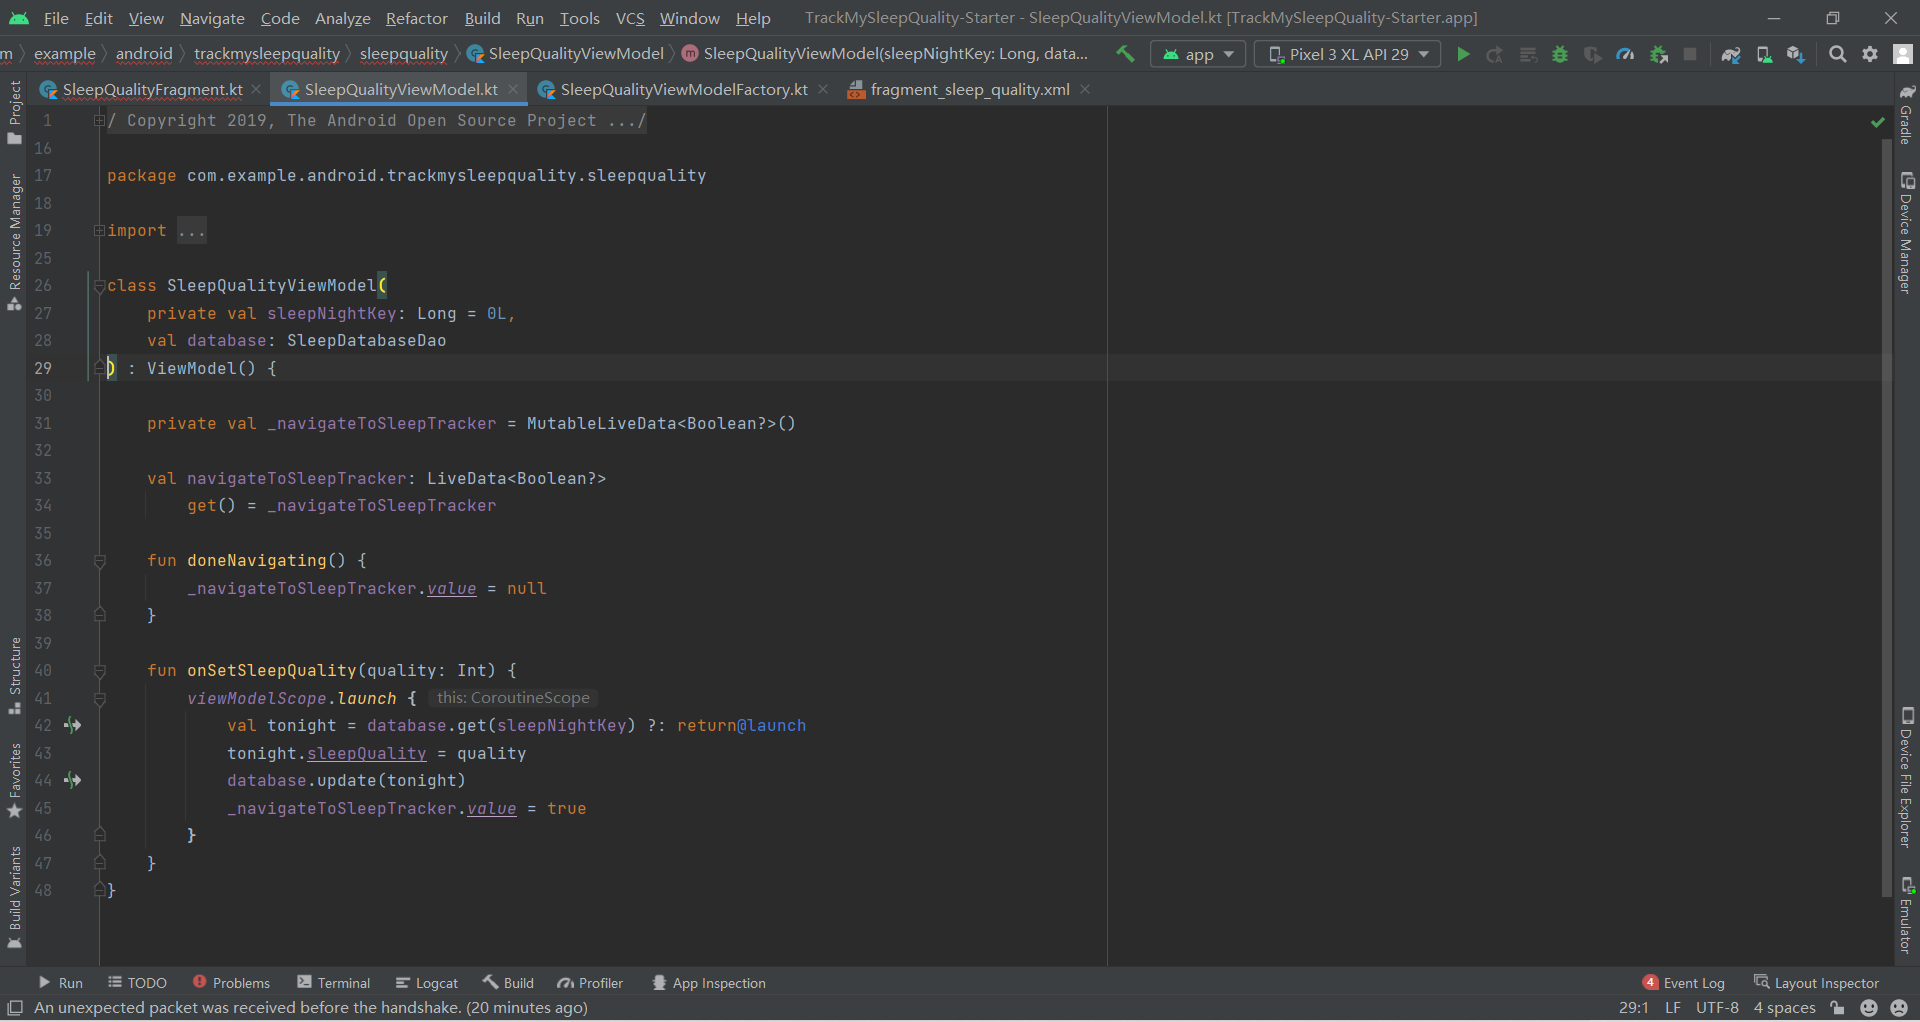 File Edit View Navigate Code Analyze Refactor Build Run Tools VCS Window Help TrackMySleepQuality-Starter - SleepQualityViewModel.kt [TrackMySleepQuality-Starter.app]
m example android trackmysleepquality sleepquality SleepQualityViewModel m SleepQualityViewModel(sleepNightKey: Long, data... app Pixel 3 XL API 29
SleepQualityFragment.kt SleepQualityViewModel.kt SleepQualityViewModelFactory.kt fragment_sleep_quality.xml
Project
Resource Manager
Structure
Favorites
Build Variants
1 / Copyright 2019, The Android Open Source Project .../
16
17 package com.example.android.trackmysleepquality.sleepquality
18
19 import ...
25
26 class SleepQualityViewModel(
27 private val sleepNightKey: Long = 0L,
28 val database: SleepDatabaseDao
29 ) : ViewModel() {
30
31 private val _navigateToSleepTracker = MutableLiveData<Boolean?>()
32
33 val navigateToSleepTracker: LiveData<Boolean?>
34 get() = _navigateToSleepTracker
35
36 fun doneNavigating() {
37 _navigateToSleepTracker.value = null
38 }
39
40 fun onSetSleepQuality(quality: Int) {
41 viewModelScope.launch { this: CoroutineScope
42 val tonight = database.get(sleepNightKey) ?: return@launch
43 tonight.sleepQuality = quality
44 database.update(tonight)
45 _navigateToSleepTracker.value = true
46 }
47 }
48 }
Gradle
Device Manager
Device File Explorer
Emulator
Run TODO Problems Terminal Logcat Build Profiler App Inspection 4 Event Log Layout Inspector
An unexpected packet was received before the handshake. (20 minutes ago) 29:1 LF UTF-8 4 spaces